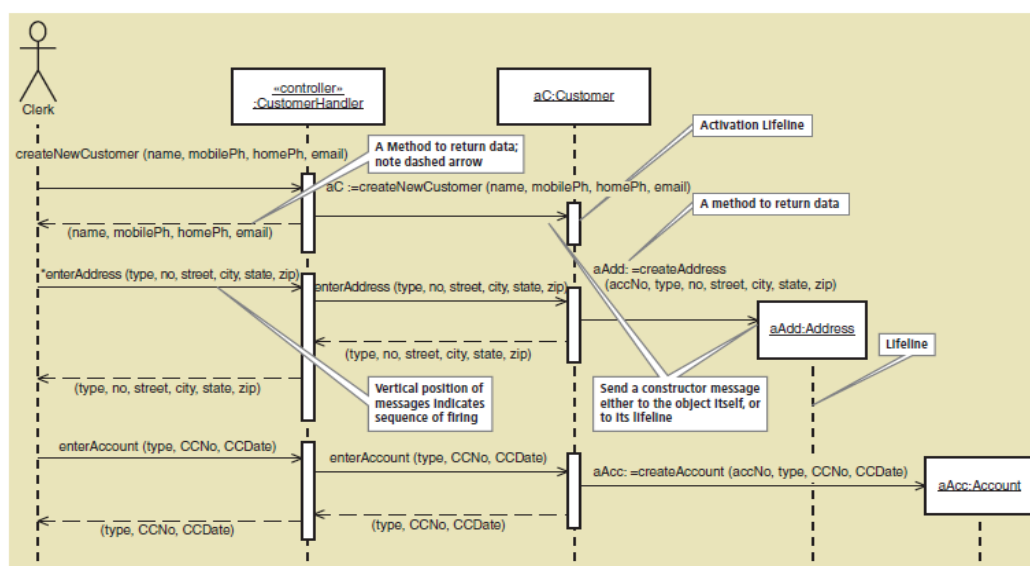 «controller»
:CustomerHandler
aC:Customer
Clerk
Activation Lifeline
createNewCustomer (name, mobilePh, homePh, email)
A Method to return data;
note dashed arrow
aC :=createNewCustomer (name, mobilePh, homePh, email)
A method to return data
(name, mobilePh, homePh, email)
*enterAddress (type, no, street, city, state, zip)
enterAddress (type, no, street, city, state, zip)
aAdd: =createAddress
(accNo, type, no, street, city, state, zip)
aAdd:Address
Lifeline
(type, no, street, city, state, zip)
(type, no, street, city, state, zip)
Vertical position of
messages indicates
sequence of firing
Send a constructor message
either to the object itself, or
to its lifeline
enterAccount (type, CCNo, CCDate)
enterAccount (type, CCNo, CCDate)
aAcc: =createAccount (accNo, type, CCNo, CCDate)
aAcc:Account
(type, CCNo, CCDate)
(type, CCNo, CCDate)